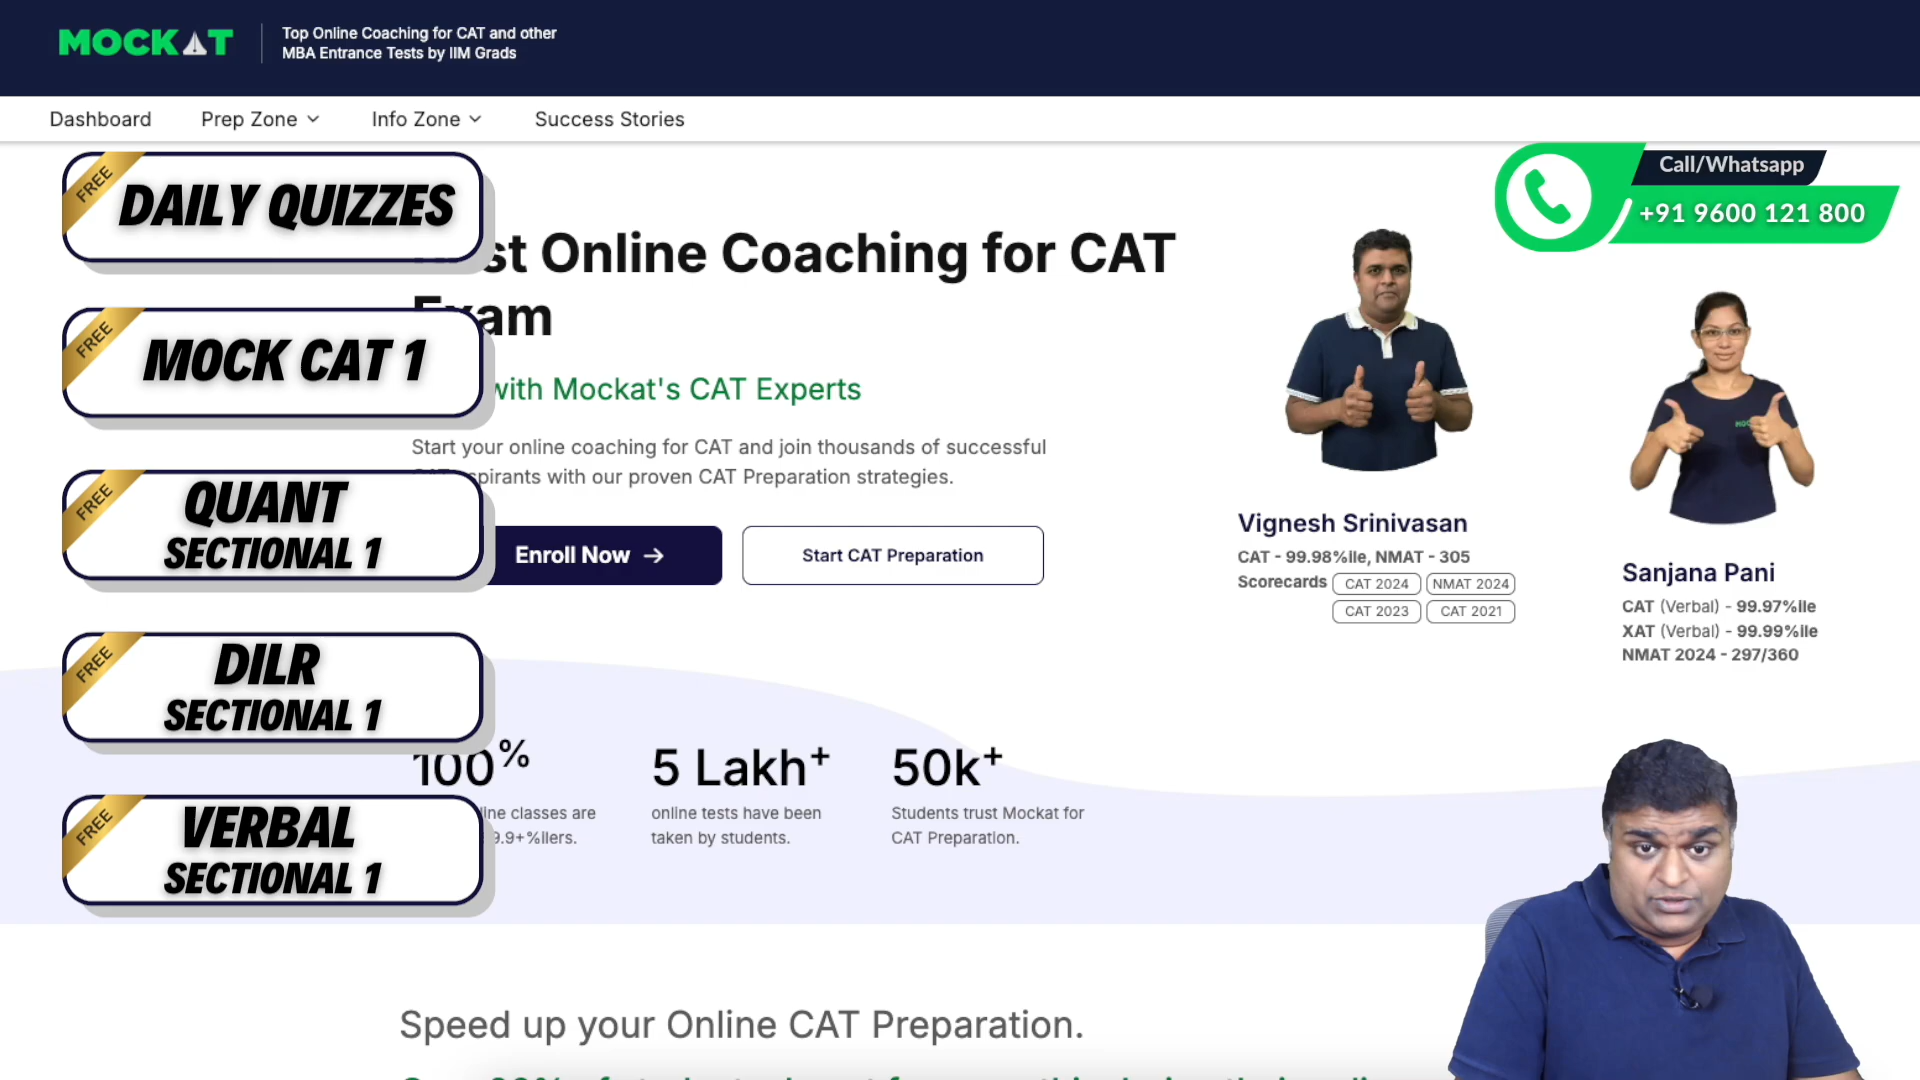 MOCKAT
Top Online Coaching for CAT and other
MBA Entrance Tests by IIM Grads
Dashboard
Prep Zone
Info Zone
Success Stories
FREE
DAILY QUIZZES
FREE
MOCK CAT 1
FREE
QUANT
SECTIONAL 1
FREE
DILR
SECTIONAL 1
FREE
VERBAL
SECTIONAL 1
Call/Whatsapp
+91 9600 121 800
Online Coaching for CAT
Exam
with Mockat's CAT Experts
Start your online coaching for CAT and join thousands of successful
with our proven CAT Preparation strategies.
Enroll Now →
Start CAT Preparation
Vignesh Srinivasan
CAT - 99.98%ile, NMAT - 305
Scorecards
CAT 2024
NMAT 2024
CAT 2023
CAT 2021
Sanjana Pani
CAT (Verbal) - 99.97%ile
XAT (Verbal) - 99.99%ile
NMAT 2024 - 297/360
100%
classes are
5 Lakh+
online tests have been
taken by students.
50k+
Students trust Mockat for
CAT Preparation.
Speed up your Online CAT Preparation.